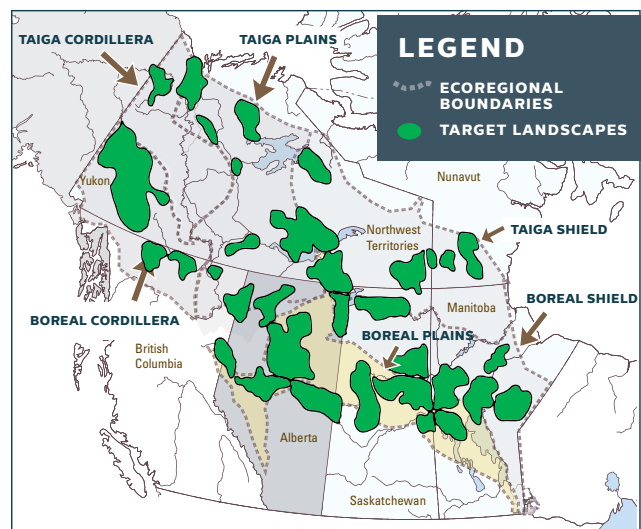 TAIGA CORDILLERA
TAIGA PLAINS
LEGEND
ECOREGIONAL
BOUNDARIES
TARGET LANDSCAPES
Yukon
Nunavut
Northwest
Territories
TAIGA SHIELD
BOREAL CORDILLERA
Manitoba
BOREAL SHIELD
BOREAL PLAINS
British
Columbia
Alberta
Saskatchewan